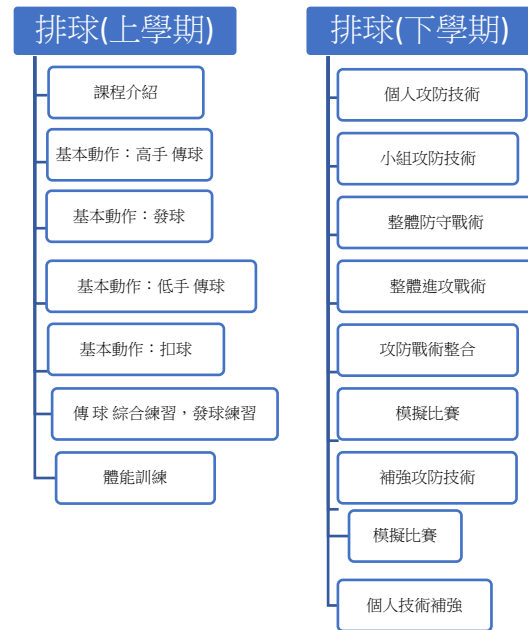 排球(上學期)
課程介紹
基本動作：高手 傳球
基本動作：發球
基本動作：低手 傳球
基本動作：扣球
傳 球 綜合練習，發球練習
體能訓練
排球(下學期)
個人攻防技術
小組攻防技術
整體防守戰術
整體進攻戰術
攻防戰術整合
模擬比賽
補強攻防技術
模擬比賽
個人技術補強